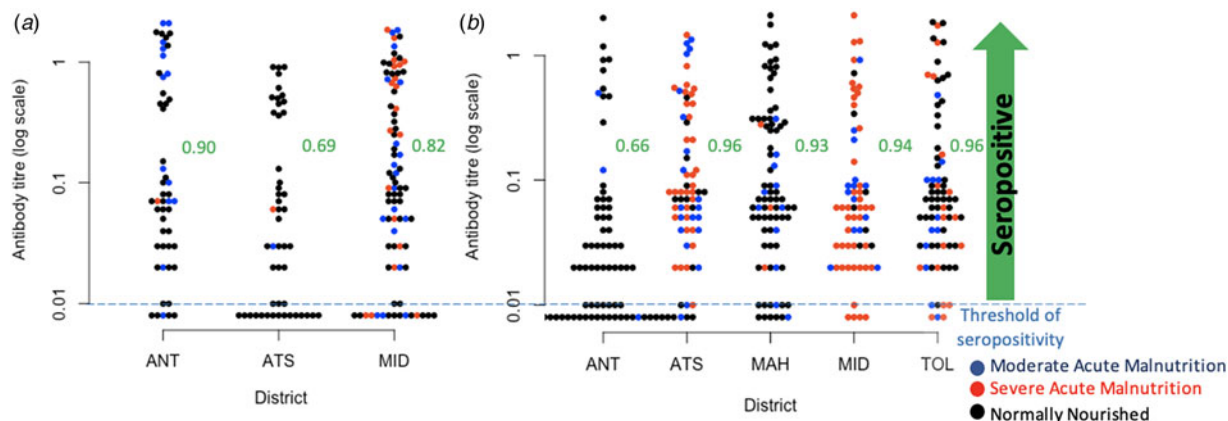 (a)
Antibody titre (log scale)
1
0.1
0.01
0.90
0.69
0.82
ANT
ATS
MID
District
(b)
Antibody titre (log scale)
1
0.1
0.01
0.66
0.96
0.93
0.94
0.96
ANT
ATS
MAH
MID
TOL
District
Seropositive
Threshold of
seropositivity
Moderate Acute Malnutrition
Severe Acute Malnutrition
Normally Nourished